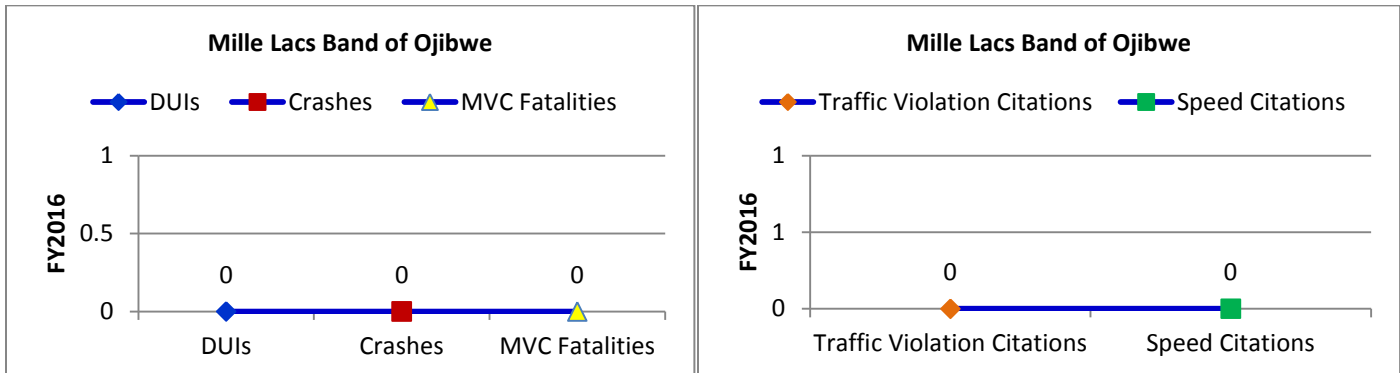 Mille Lacs Band of Ojibwe
DUIs Crashes MVC Fatalities
FY2016
1
0.5
0
0 0 0
DUIs Crashes MVC Fatalities
Mille Lacs Band of Ojibwe
Traffic Violation Citations Speed Citations
FY2016
1
1
0
0 0
Traffic Violation Citations Speed Citations